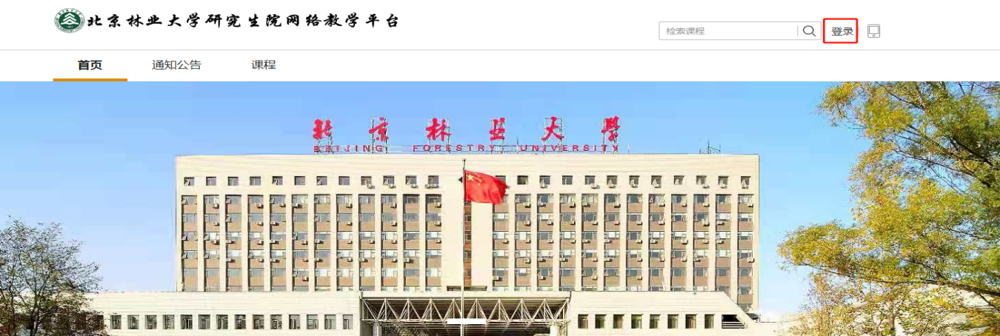 北京林业大学研究生院网络教学平台
检索课程
登录
首页
通知公告
课程
北京林业大学
BEIJING FORESTRY UNIVERSITY